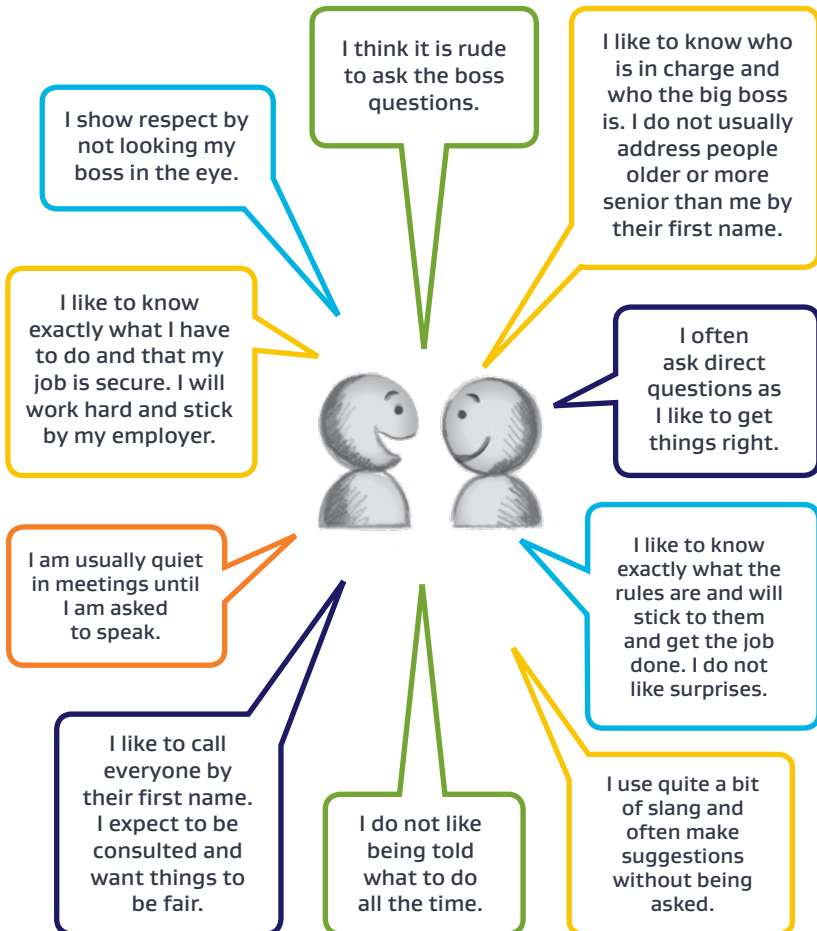 I think it is rude
to ask the boss
questions.
I like to know who
is in charge and
who the big boss
is. I do not usually
address people
older or more
senior than me by
their first name.
I show respect by
not looking my
boss in the eye.
I like to know
exactly what I have
to do and that my
job is secure. I will
work hard and stick
by my employer.
I often
ask direct
questions as
I like to get
things right.
I am usually quiet
in meetings until
I am asked
to speak.
I like to know
exactly what the
rules are and will
stick to them
and get the job
done. I do not
like surprises.
I like to call
everyone by
their first name.
I expect to be
consulted and
want things to
be fair.
I do not like
being told
what to do
all the time.
I use quite a bit
of slang and
often make
suggestions
without being
asked.